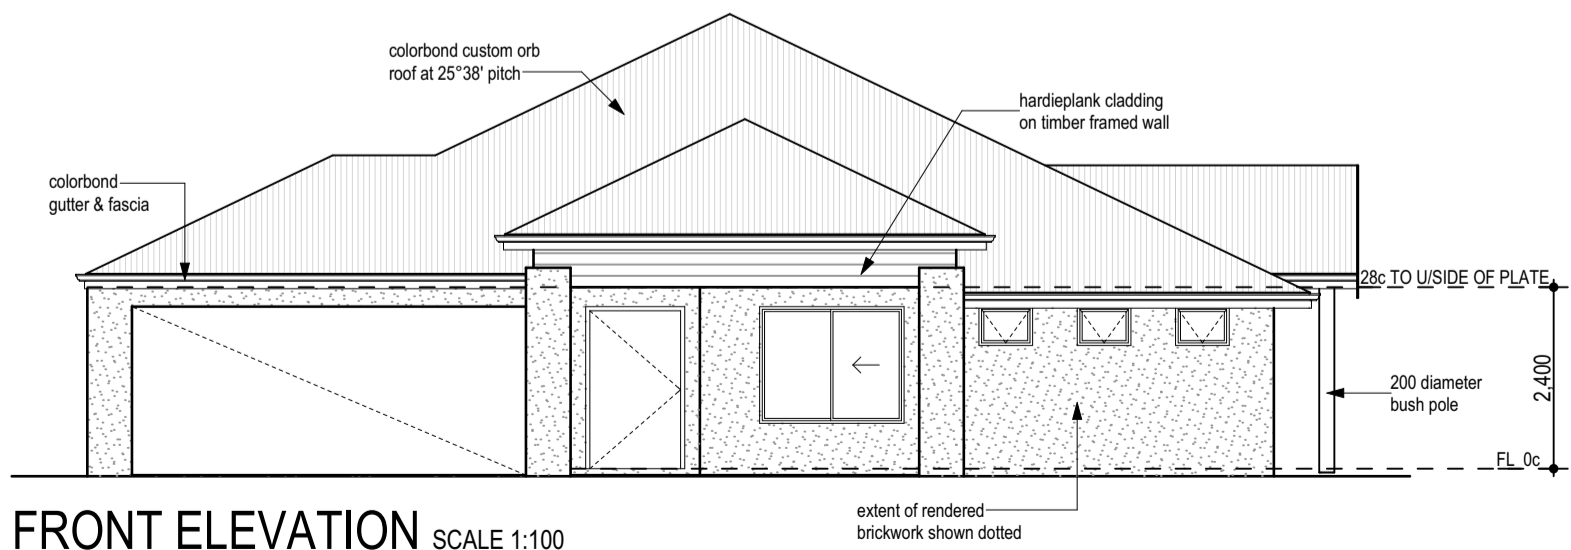 colorbond custom orb
roof at 25°38' pitch
hardieplank cladding
on timber framed wall
colorbond
gutter & fascia
28c TO U/SIDE OF PLATE
2,400
200 diameter
bush pole
FL 0c
extent of rendered
brickwork shown dotted
FRONT ELEVATION SCALE 1:100